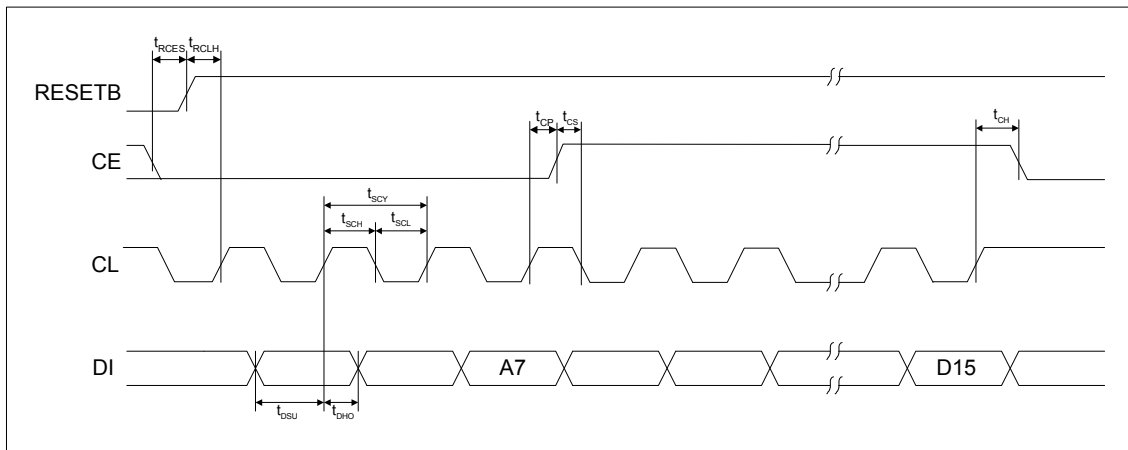 tRCES tRCLH
RESETB
tCP tCS tCH
CE
tSCY
tSCH tSCL
CL
DI A7 D15
tDSU tDHO